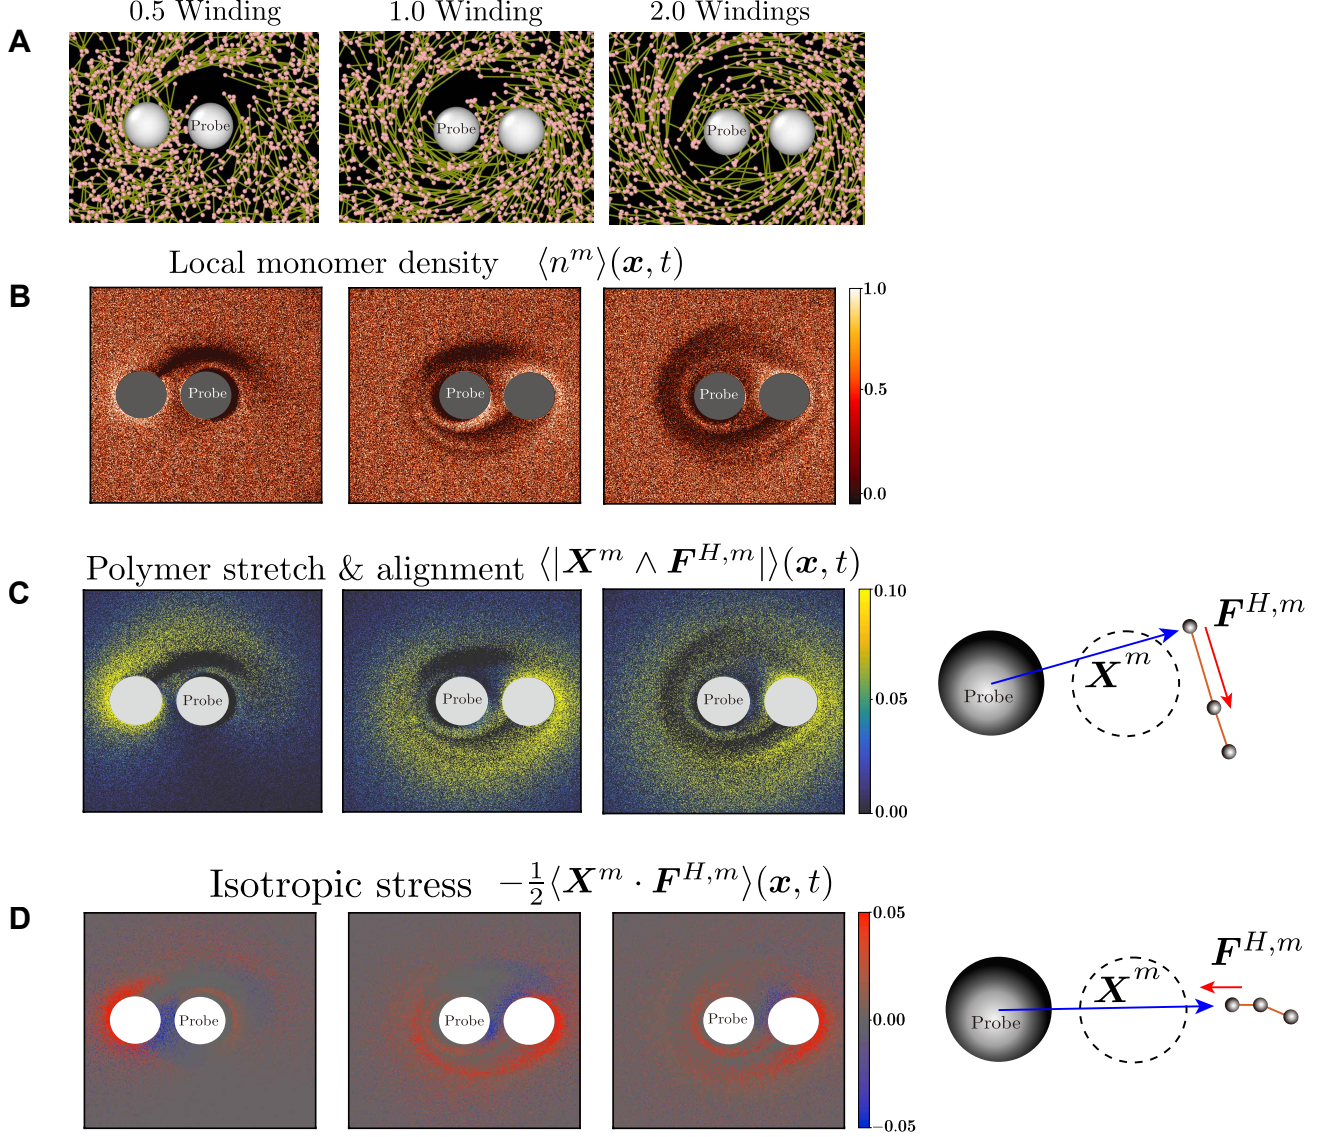 0.5 Winding 1.0 Winding 2.0 Windings
A
Probe Probe Probe
Local monomer density ⟨n^m⟩(x, t)
B
Probe Probe Probe
1.0
0.5
0.0
Polymer stretch & alignment ⟨|X^m ∧ F^{H,m}|⟩(x, t)
C
Probe Probe Probe
0.10
0.05
0.00
F^{H,m}
X^m
Probe
Isotropic stress −½⟨X^m · F^{H,m}⟩(x, t)
D
Probe Probe Probe
0.05
0.00
−0.05
F^{H,m}
X^m
Probe